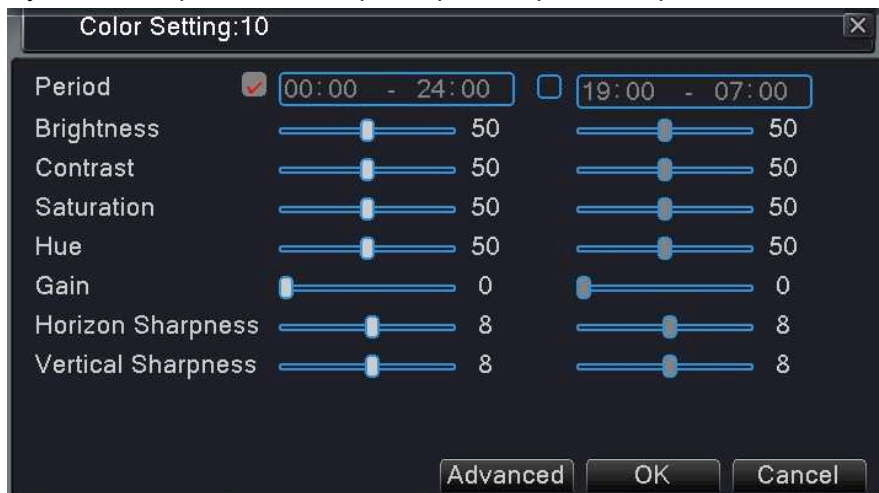 Color Setting:10
Period 00:00 - 24:00 19:00 - 07:00
Brightness 50 50
Contrast 50 50
Saturation 50 50
Hue 50 50
Gain 0 0
Horizon Sharpness 8 8
Vertical Sharpness 8 8
Advanced OK Cancel